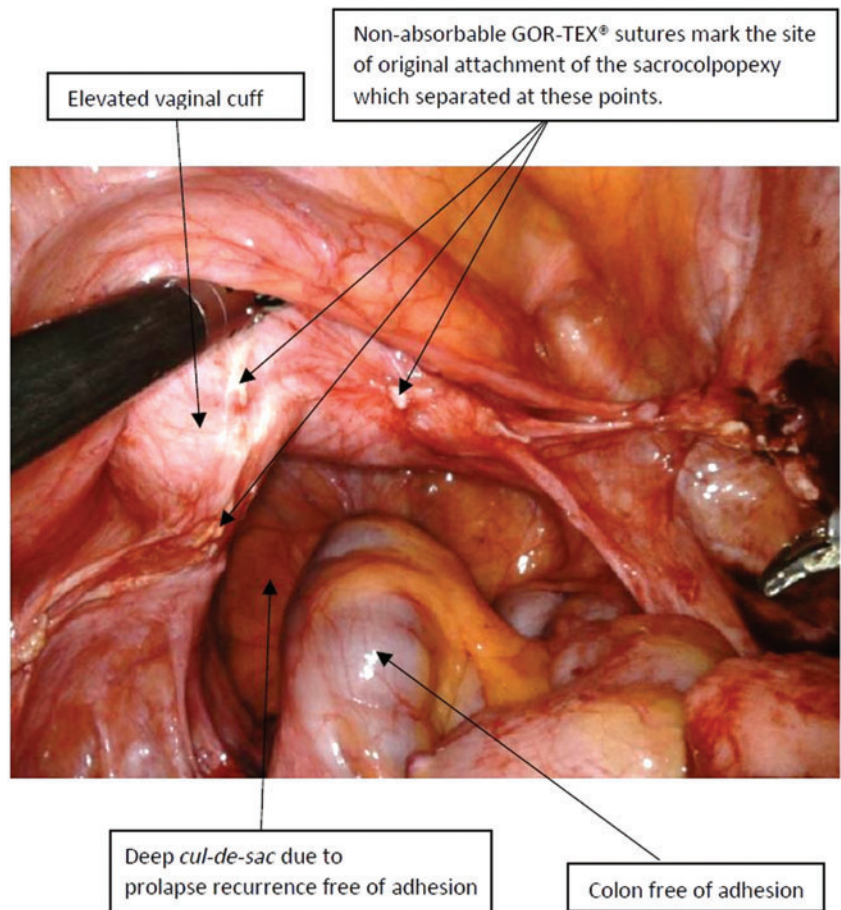 Non-absorbable GOR-TEX® sutures mark the site
of original attachment of the sacrocolpopexy
which separated at these points.
Elevated vaginal cuff
Deep cul-de-sac due to
prolapse recurrence free of adhesion
Colon free of adhesion